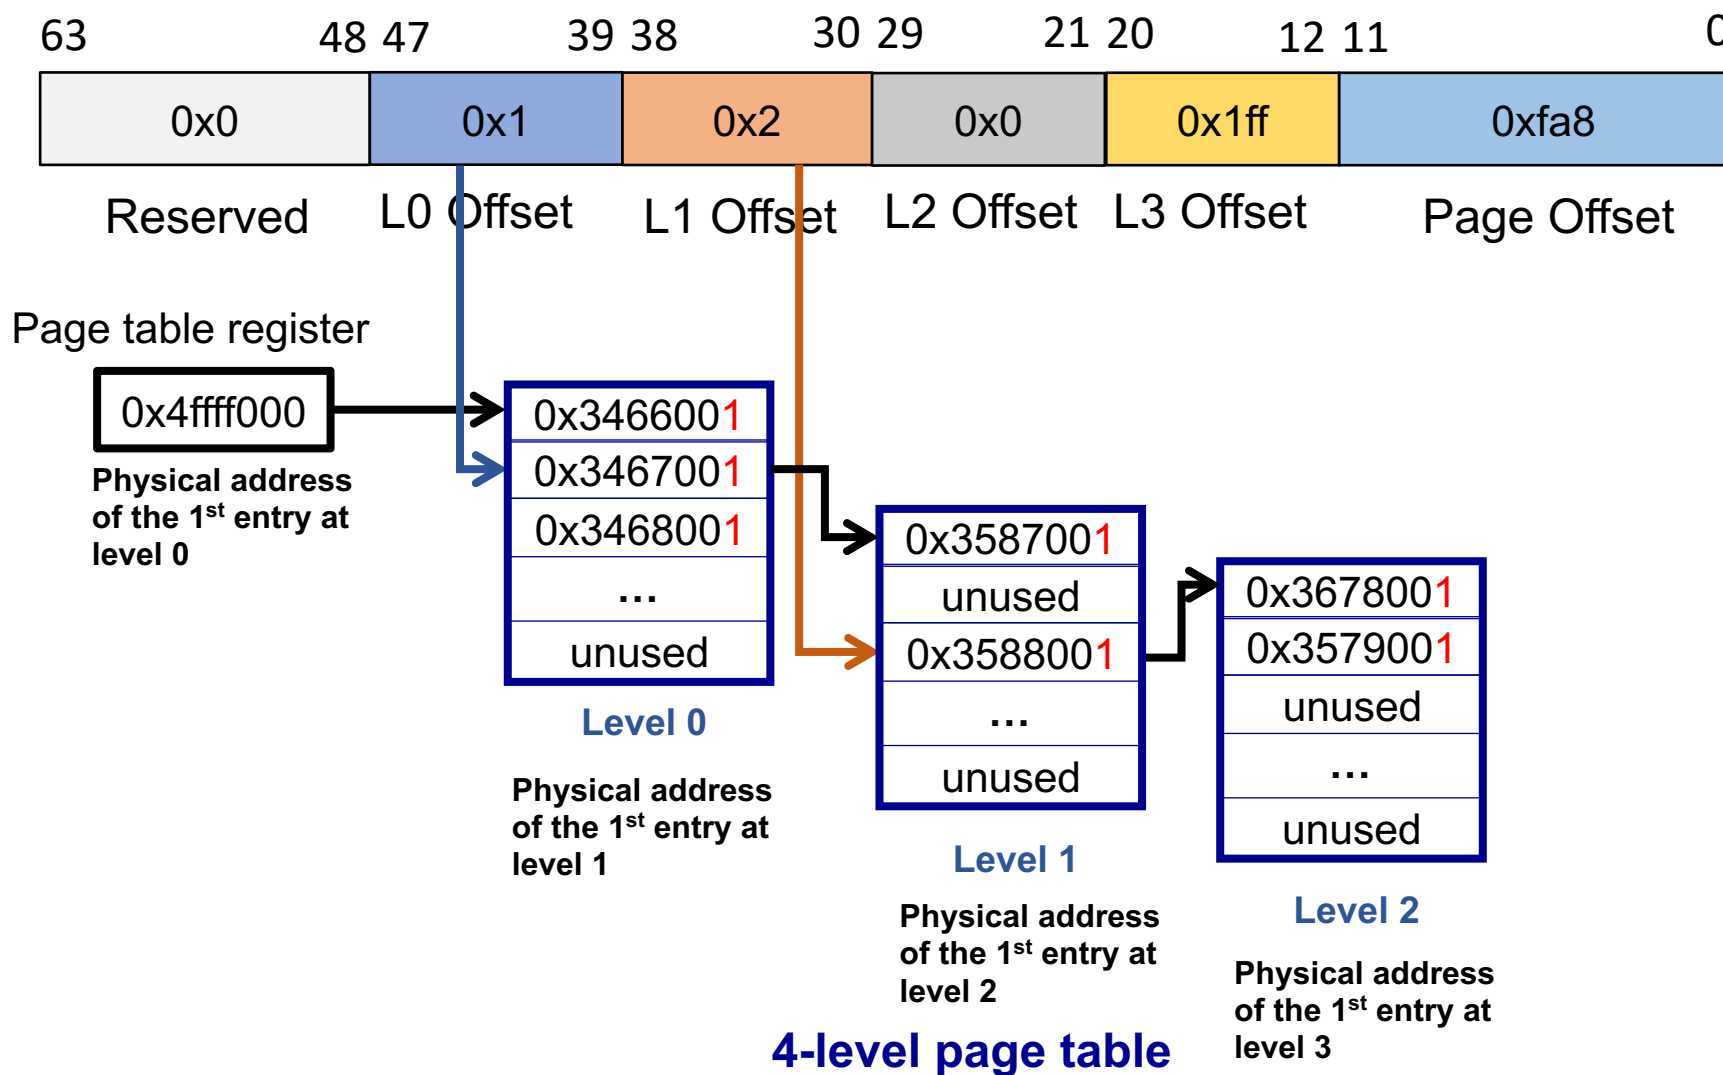 63 48 47 39 38 30 29 21 20 12 11 0
0x0 0x1 0x2 0x0 0x1ff 0xfa8
Reserved L0 Offset L1 Offset L2 Offset L3 Offset Page Offset
Page table register
0x4ffff000
Physical address
of the 1st entry at
level 0
0x3466001
0x3467001
0x3468001
...
unused
Level 0
Physical address
of the 1st entry at
level 1
0x3587001
unused
0x3588001
...
unused
Level 1
Physical address
of the 1st entry at
level 2
0x3678001
0x3579001
unused
...
unused
Level 2
Physical address
of the 1st entry at
level 3
4-level page table